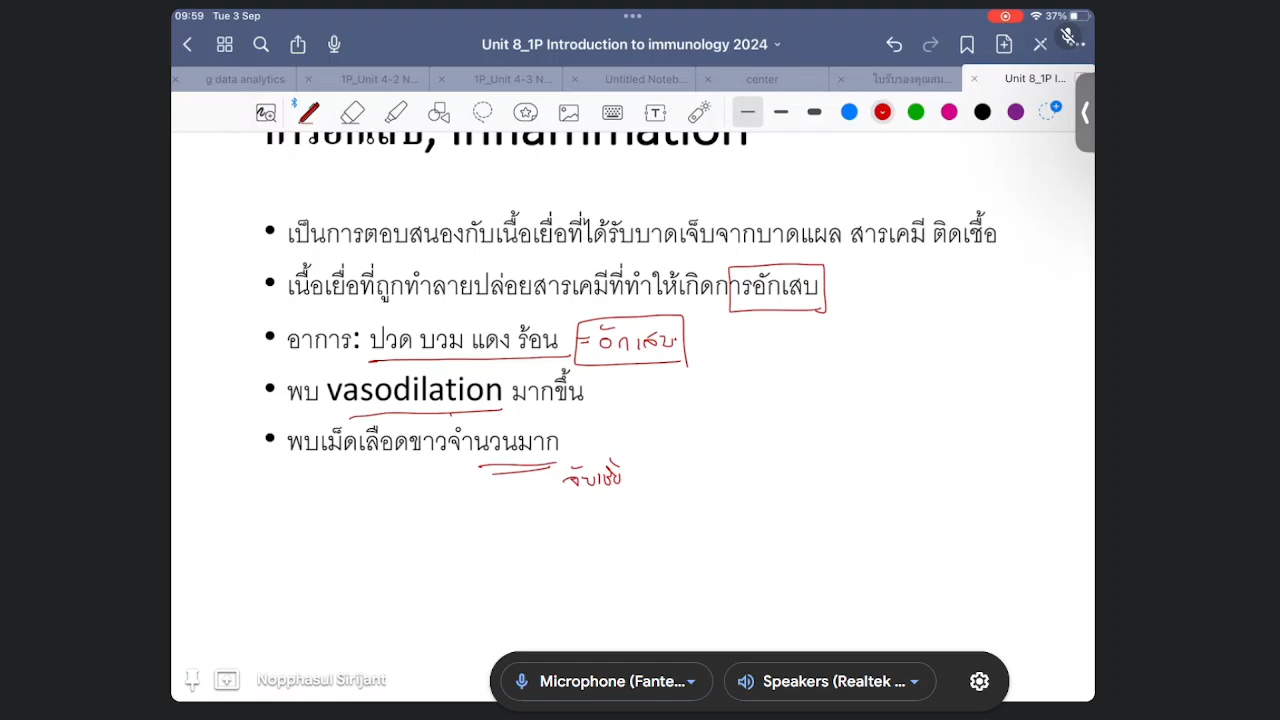 09:59 Tue 3 Sep
37%
Unit 8_1P Introduction to immunology 2024
g data analytics
1P_Unit 4-2 N...
1P_Unit 4-3 N...
Untitled Noteb...
center
ใบรับรองคุณสม...
Unit 8_1P I...
การอักเสบ, Inflammation
เป็นการตอบสนองกับเนื้อเยื่อที่ได้รับบาดเจ็บจากบาดแผล สารเคมี ติดเชื้อ
เนื้อเยื่อที่ถูกทำลายปล่อยสารเคมีที่ทำให้เกิดการอักเสบ
อาการ: ปวด บวม แดง ร้อน = อักเสบ
พบ vasodilation มากขึ้น
พบเม็ดเลือดขาวจำนวนมาก
Nopphasul Sirijant
Microphone (Fante...
Speakers (Realtek ...